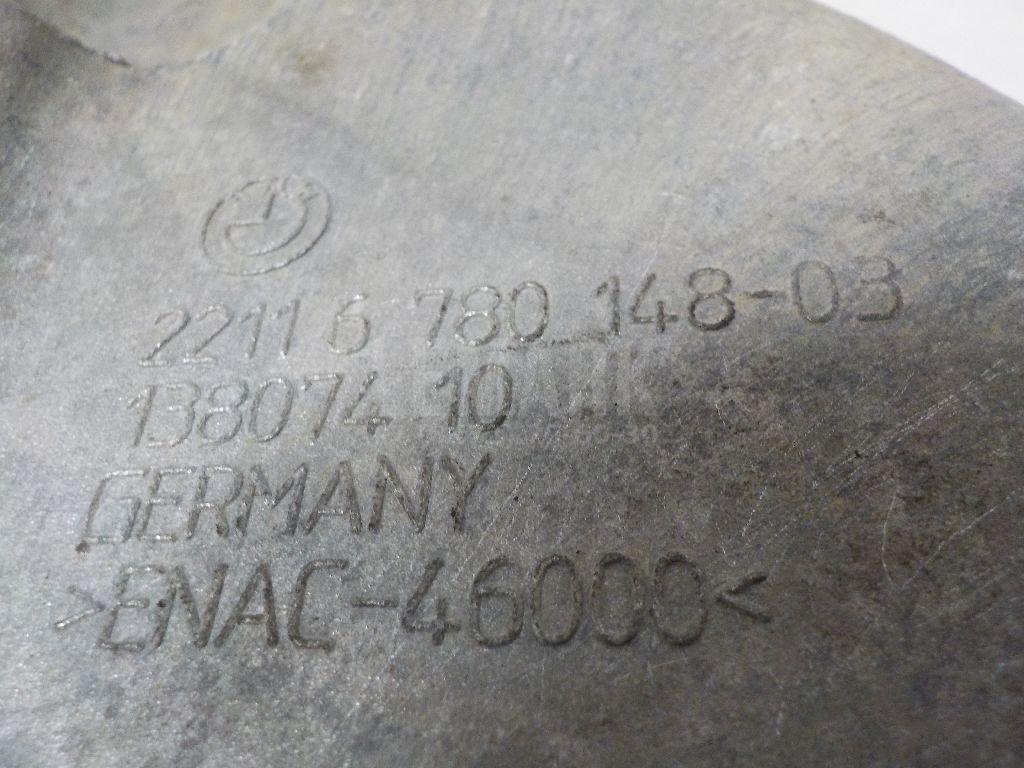 2211 6 780 148-03
138074 10
GERMANY
>ENAC-46000<